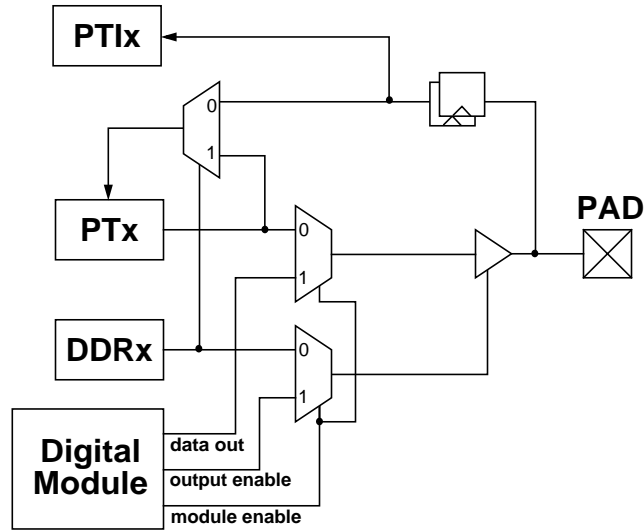 PTIx
0
1
PTx
PAD
0
1
DDRx
0
1
Digital
Module
data out
output enable
module enable